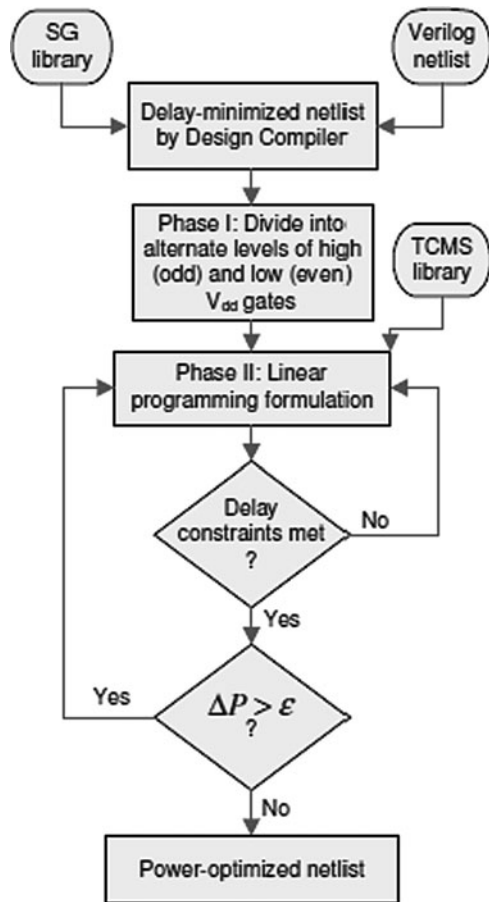 SG
library
Verilog
netlist
Delay-minimized netlist
by Design Compiler
Phase I: Divide into
alternate levels of high
(odd) and low (even)
Vdd gates
TCMS
library
Phase II: Linear
programming formulation
Delay
constraints met
?
No
Yes
Yes
ΔP > ε
?
No
Power-optimized netlist